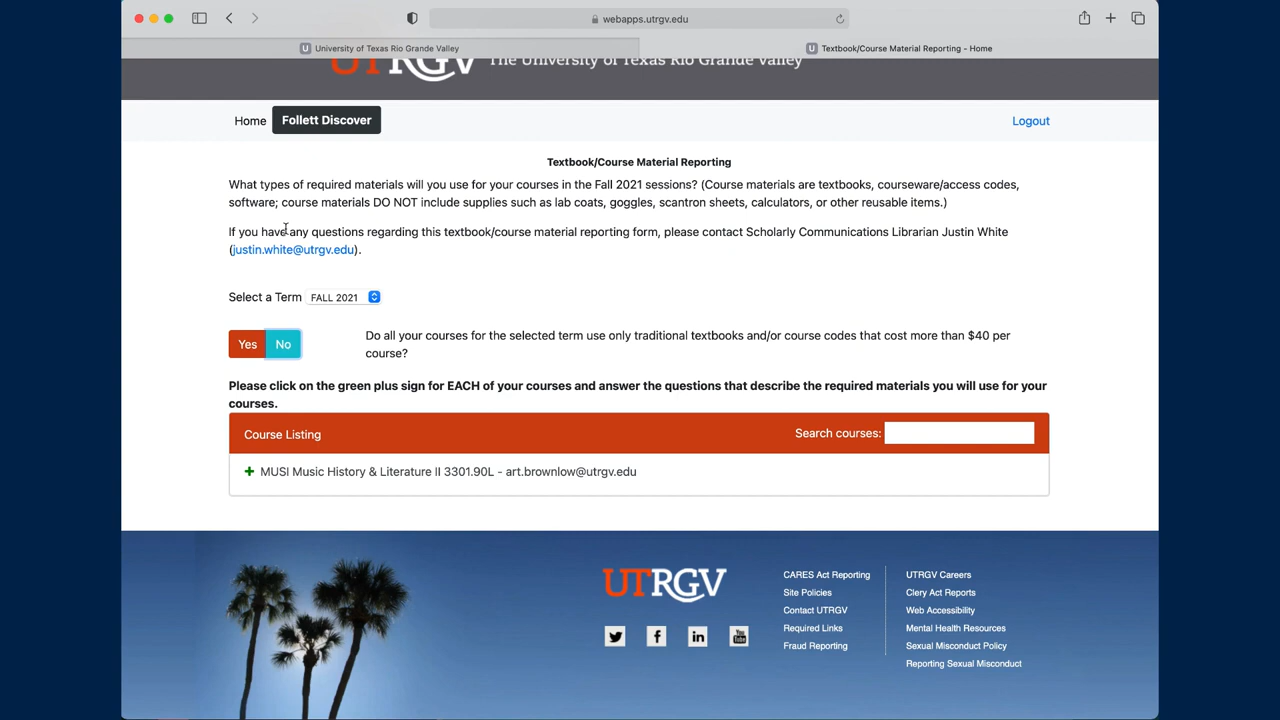 webapps.utrgv.edu
U University of Texas Rio Grande Valley
U Textbook/Course Material Reporting - Home
UTRGV The University of Texas Rio Grande Valley
Home Follett Discover Logout
Textbook/Course Material Reporting
What types of required materials will you use for your courses in the Fall 2021 sessions? (Course materials are textbooks, courseware/access codes,
software; course materials DO NOT include supplies such as lab coats, goggles, scantron sheets, calculators, or other reusable items.)
If you have any questions regarding this textbook/course material reporting form, please contact Scholarly Communications Librarian Justin White
(justin.white@utrgv.edu).
Select a Term FALL 2021
Yes No
Do all your courses for the selected term use only traditional textbooks and/or course codes that cost more than $40 per
course?
Please click on the green plus sign for EACH of your courses and answer the questions that describe the required materials you will use for your
courses.
Course Listing Search courses:
MUSI Music History & Literature II 3301.90L - art.brownlow@utrgv.edu
UTRGV
CARES Act Reporting
Site Policies
Contact UTRGV
Required Links
Fraud Reporting
UTRGV Careers
Clery Act Reports
Web Accessibility
Mental Health Resources
Sexual Misconduct Policy
Reporting Sexual Misconduct
f
in
You Tube